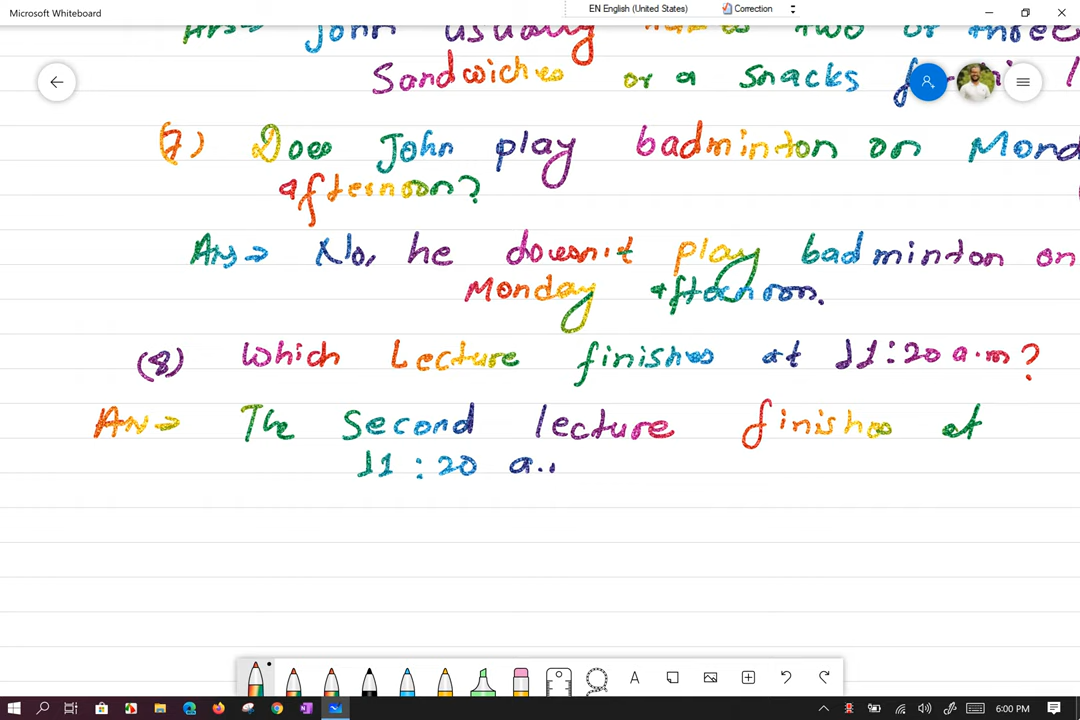 Microsoft Whiteboard
EN English (United States) Correction
Ans⇒ John usually two or three
Sandwiches or a snacks
(7) Does John play badminton on Mond
afternoon?
Ans⇒ No, he doesn't play badminton on
Monday afternoon.
(8) Which Lecture finishes at 11:20 a.m?
Ans⇒ The Second lecture finishes at
11:20 a..
6:00 PM